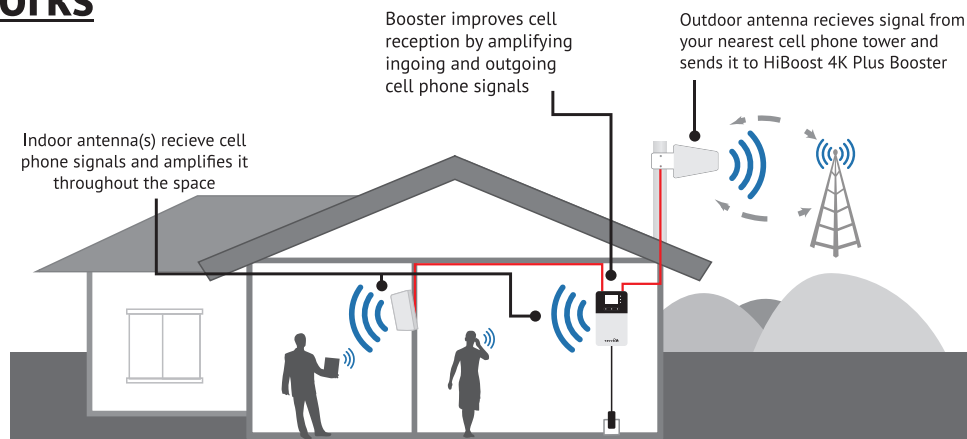 Booster improves cell
reception by amplifying
ingoing and outgoing
cell phone signals
Outdoor antenna recieves signal from
your nearest cell phone tower and
sends it to HiBoost 4K Plus Booster
Indoor antenna(s) recieve cell
phone signals and amplifies it
throughout the space